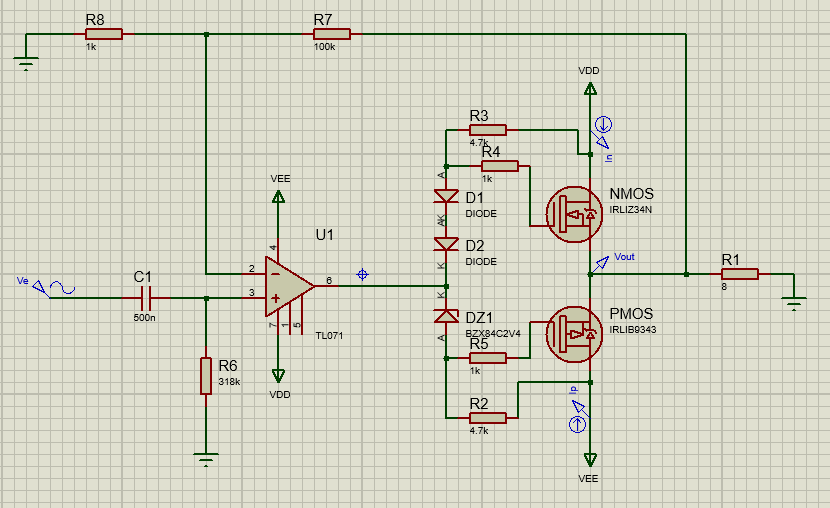 R8
1k
R7
100k
VDD
R3
4.7k
R4
1k
In
A
D1
DIODE
NMOS
IRLIZ34N
VEE
AK
U1
D2
DIODE
K
4
2
3
6
7
1
5
TL071
Vout
R1
8
Ve
C1
500n
K
DZ1
BZX84C2V4
A
PMOS
IRLIB9343
R5
1k
R6
318k
VDD
Ip
R2
4.7k
VEE